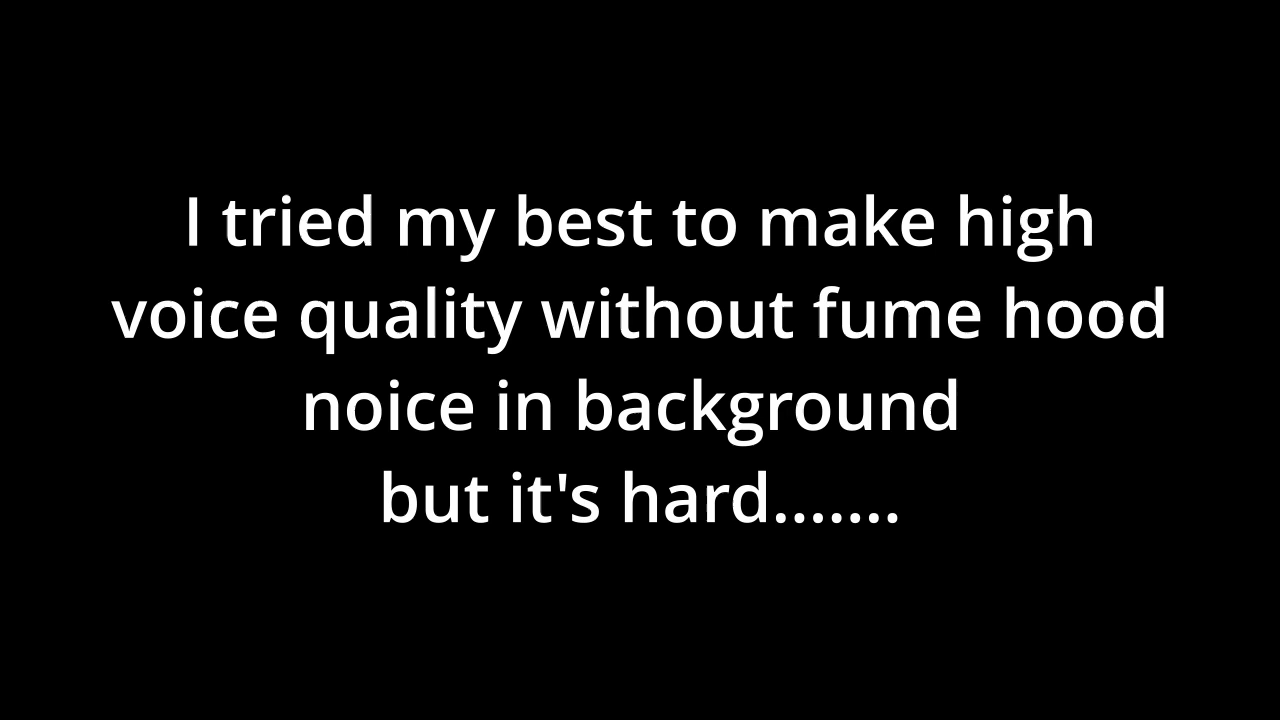 I tried my best to make high
voice quality without fume hood
noice in background
but it's hard.......